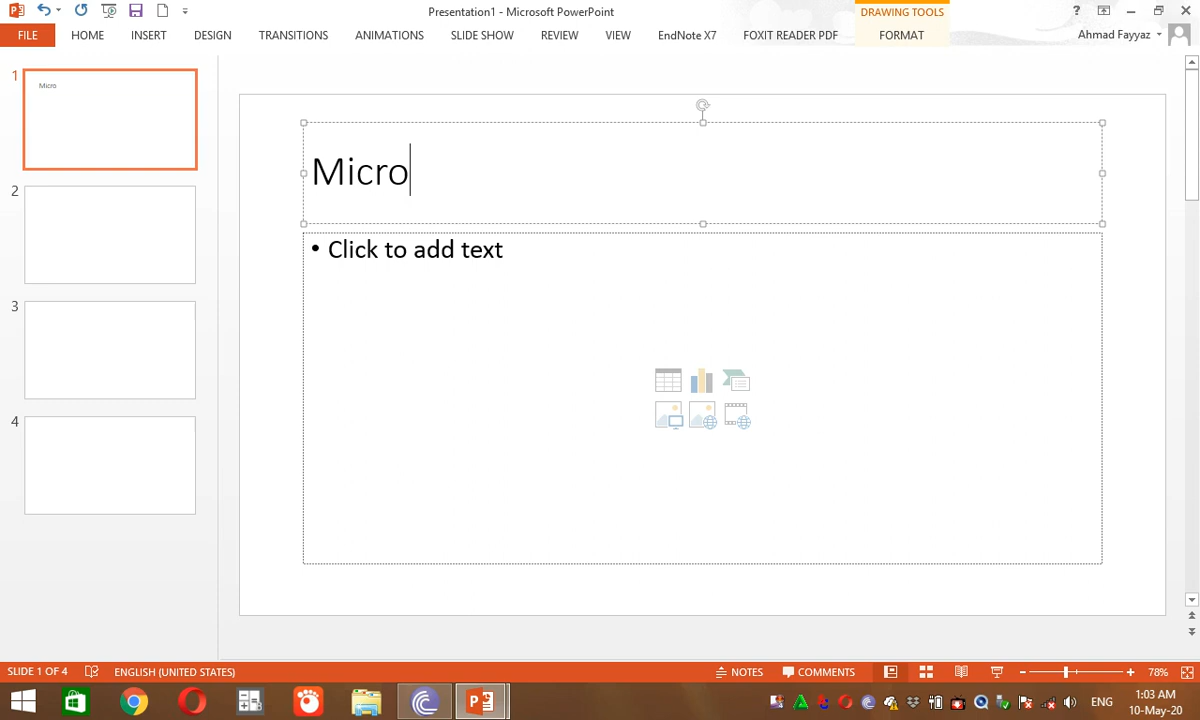 Presentation1 - Microsoft PowerPoint
DRAWING TOOLS
?
FILE HOME INSERT DESIGN TRANSITIONS ANIMATIONS SLIDE SHOW REVIEW VIEW EndNote X7 FOXIT READER PDF FORMAT Ahmad Fayyaz
1
Micro
2
3
4
Micro
• Click to add text
SLIDE 1 OF 4 ENGLISH (UNITED STATES) NOTES COMMENTS 78%
ENG
1:03 AM
10-May-20